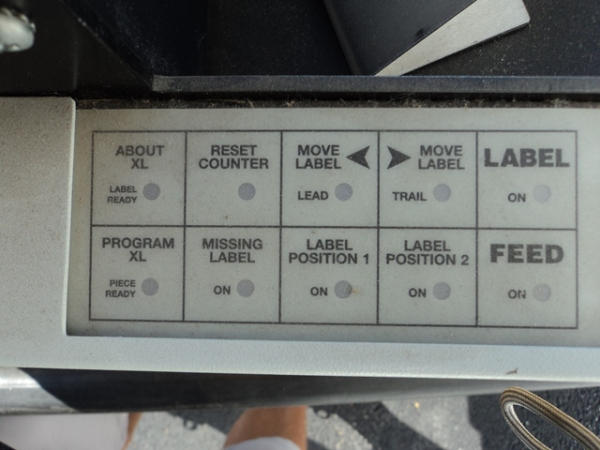 ABOUT
XL
LABEL
READY
RESET
COUNTER
MOVE
LABEL
LEAD
MOVE
LABEL
TRAIL
LABEL
ON
PROGRAM
XL
PIECE
READY
MISSING
LABEL
ON
LABEL
POSITION 1
ON
LABEL
POSITION 2
ON
FEED
ON